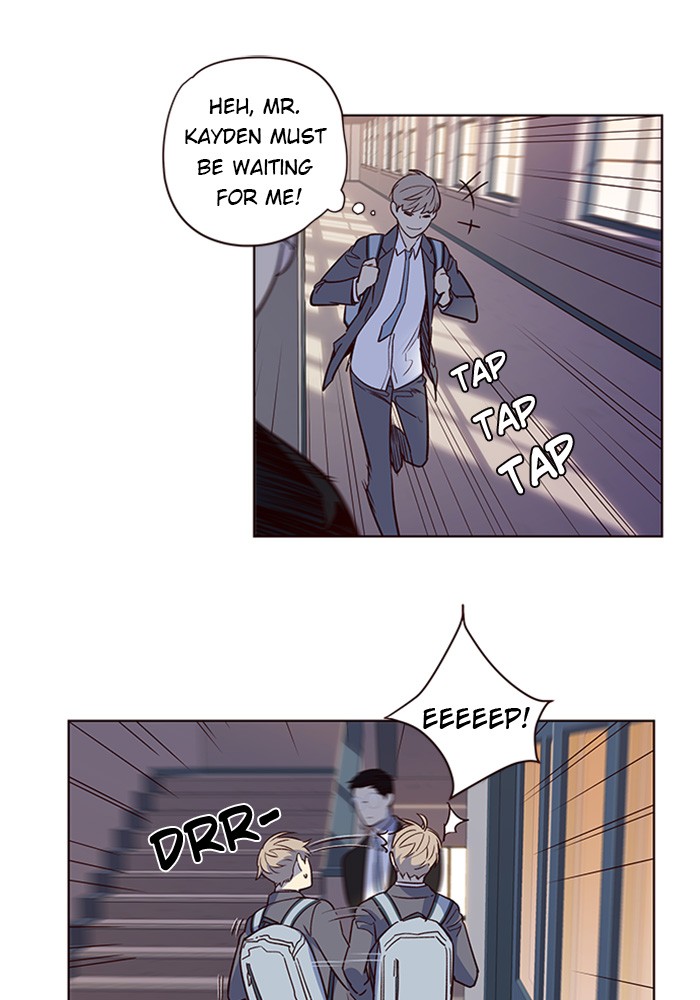 HEH, MR.
KAYDEN MUST
BE WAITING
FOR ME!
TAP
TAP
TAP
EEEEEP!
DRR-